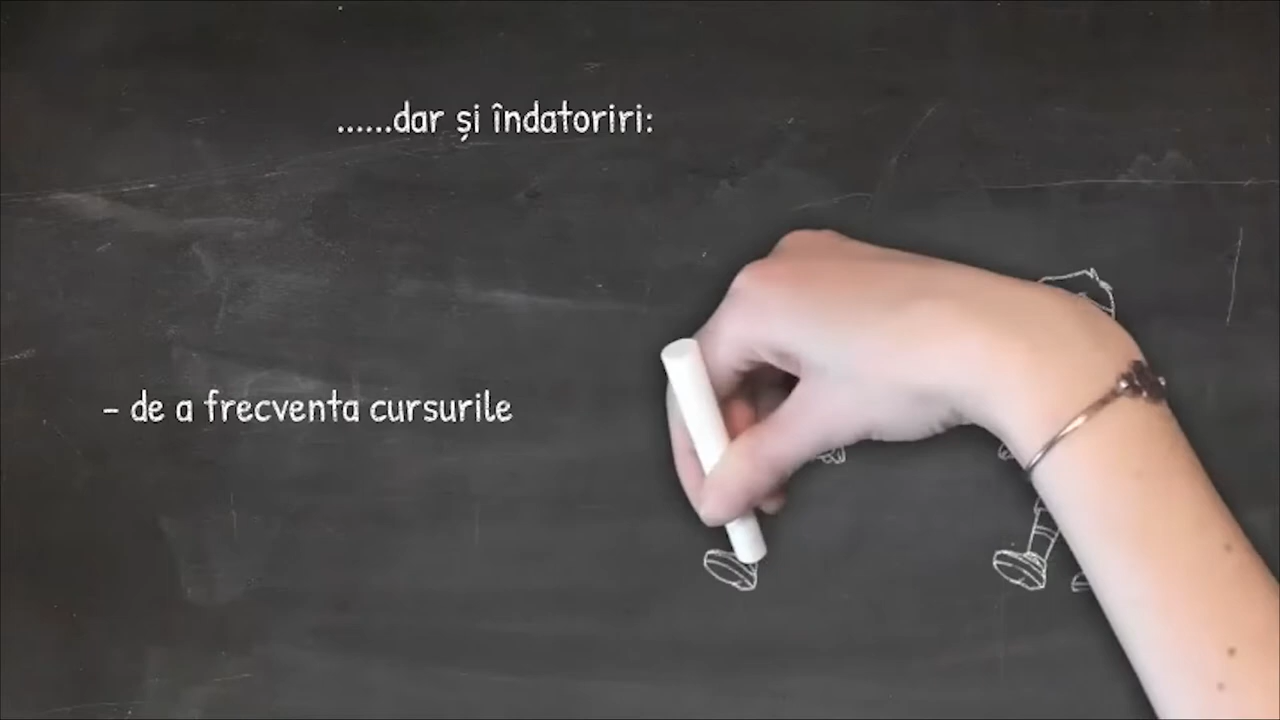 ......dar și îndatoriri:
- de a frecventa cursurile